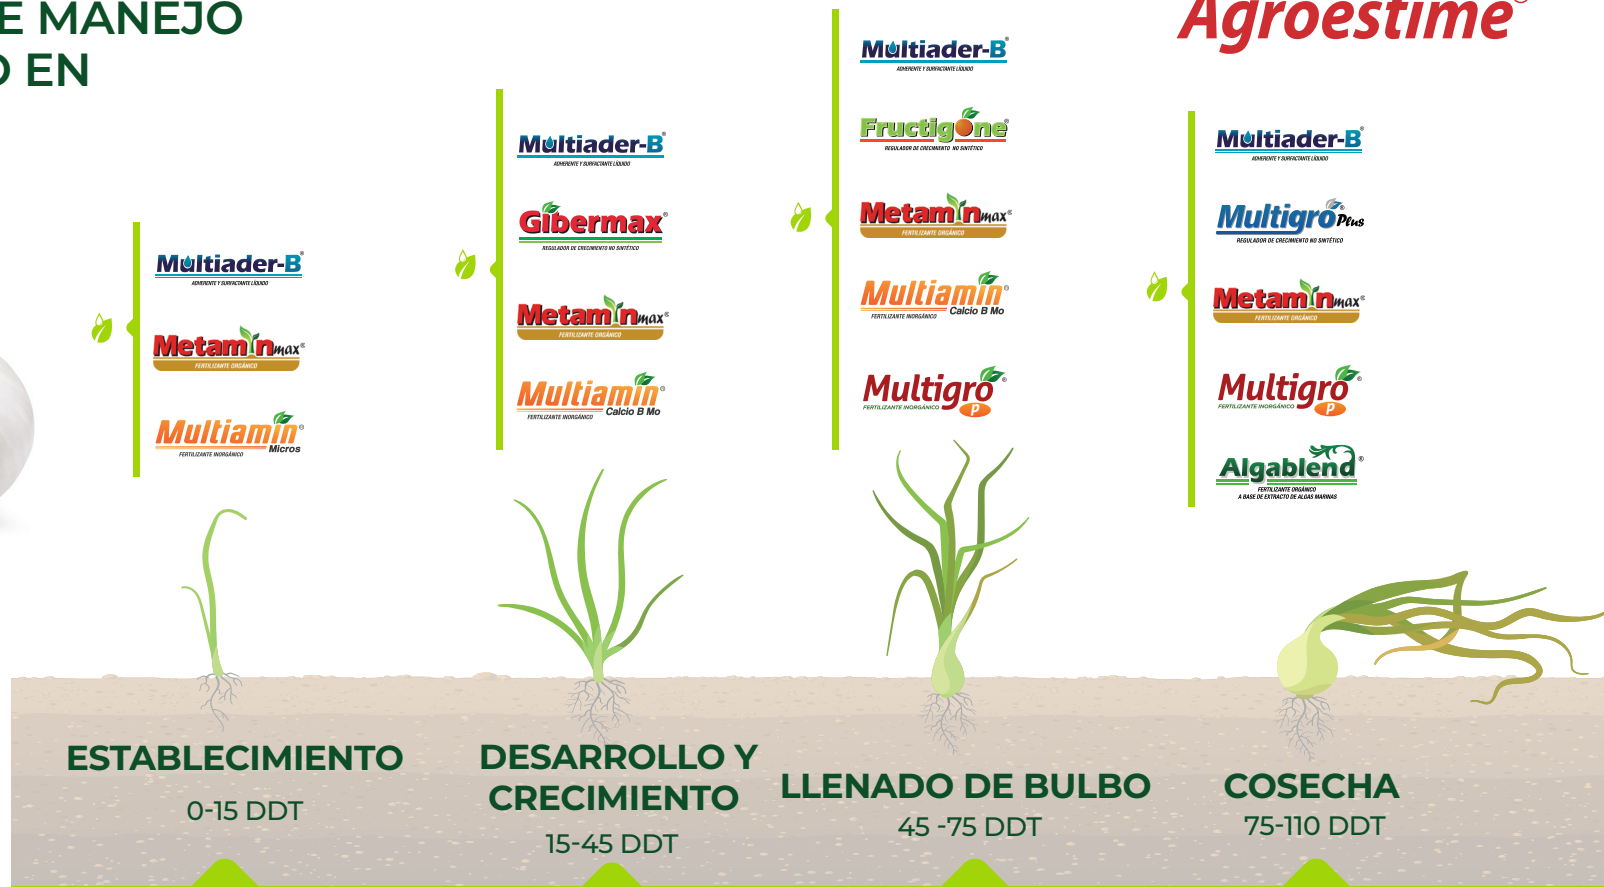 E MANEJO
O EN
Agroestime®
Multiader-B®
ADHERENTE Y SURFACTANTE LÍQUIDO
Metamin max®
FERTILIZANTE ORGÁNICO
Multiamin®
FERTILIZANTE INORGÁNICO Micros
Multiader-B®
ADHERENTE Y SURFACTANTE LÍQUIDO
Gibermax®
REGULADOR DE CRECIMIENTO NO SINTÉTICO
Metamin max®
FERTILIZANTE ORGÁNICO
Multiamin®
FERTILIZANTE INORGÁNICO Calcio B Mo
Multiader-B®
ADHERENTE Y SURFACTANTE LÍQUIDO
Fructigone®
REGULADOR DE CRECIMIENTO NO SINTÉTICO
Metamin max®
FERTILIZANTE ORGÁNICO
Multiamin®
FERTILIZANTE INORGÁNICO Calcio B Mo
Multigro®
FERTILIZANTE INORGÁNICO P
Multiader-B®
ADHERENTE Y SURFACTANTE LÍQUIDO
Multigro® Plus
REGULADOR DE CRECIMIENTO NO SINTÉTICO
Metamin max®
FERTILIZANTE ORGÁNICO
Multigro®
FERTILIZANTE INORGÁNICO P
Algablend®
FERTILIZANTE ORGÁNICO
A BASE DE EXTRACTO DE ALGAS MARINAS
ESTABLECIMIENTO
0-15 DDT
DESARROLLO Y
CRECIMIENTO
15-45 DDT
LLENADO DE BULBO
45 -75 DDT
COSECHA
75-110 DDT